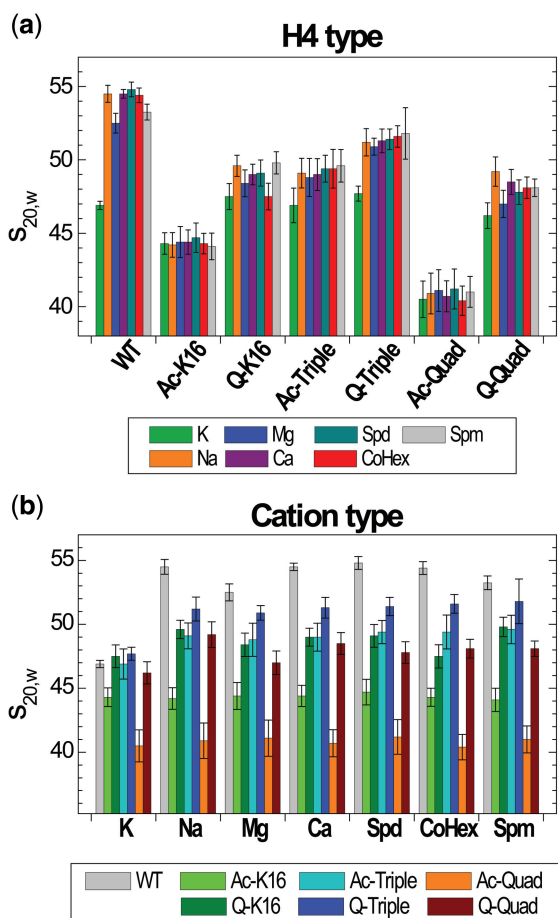 (a)
H4 type
S20,w
55
50
45
40
WT
Ac-K16
Q-K16
Ac-Triple
Q-Triple
Ac-Quad
Q-Quad
K Mg Spd Spm
Na Ca CoHex
(b)
Cation type
S20,w
55
50
45
40
K Na Mg Ca Spd CoHex Spm
WT Ac-K16 Ac-Triple Ac-Quad
Q-K16 Q-Triple Q-Quad